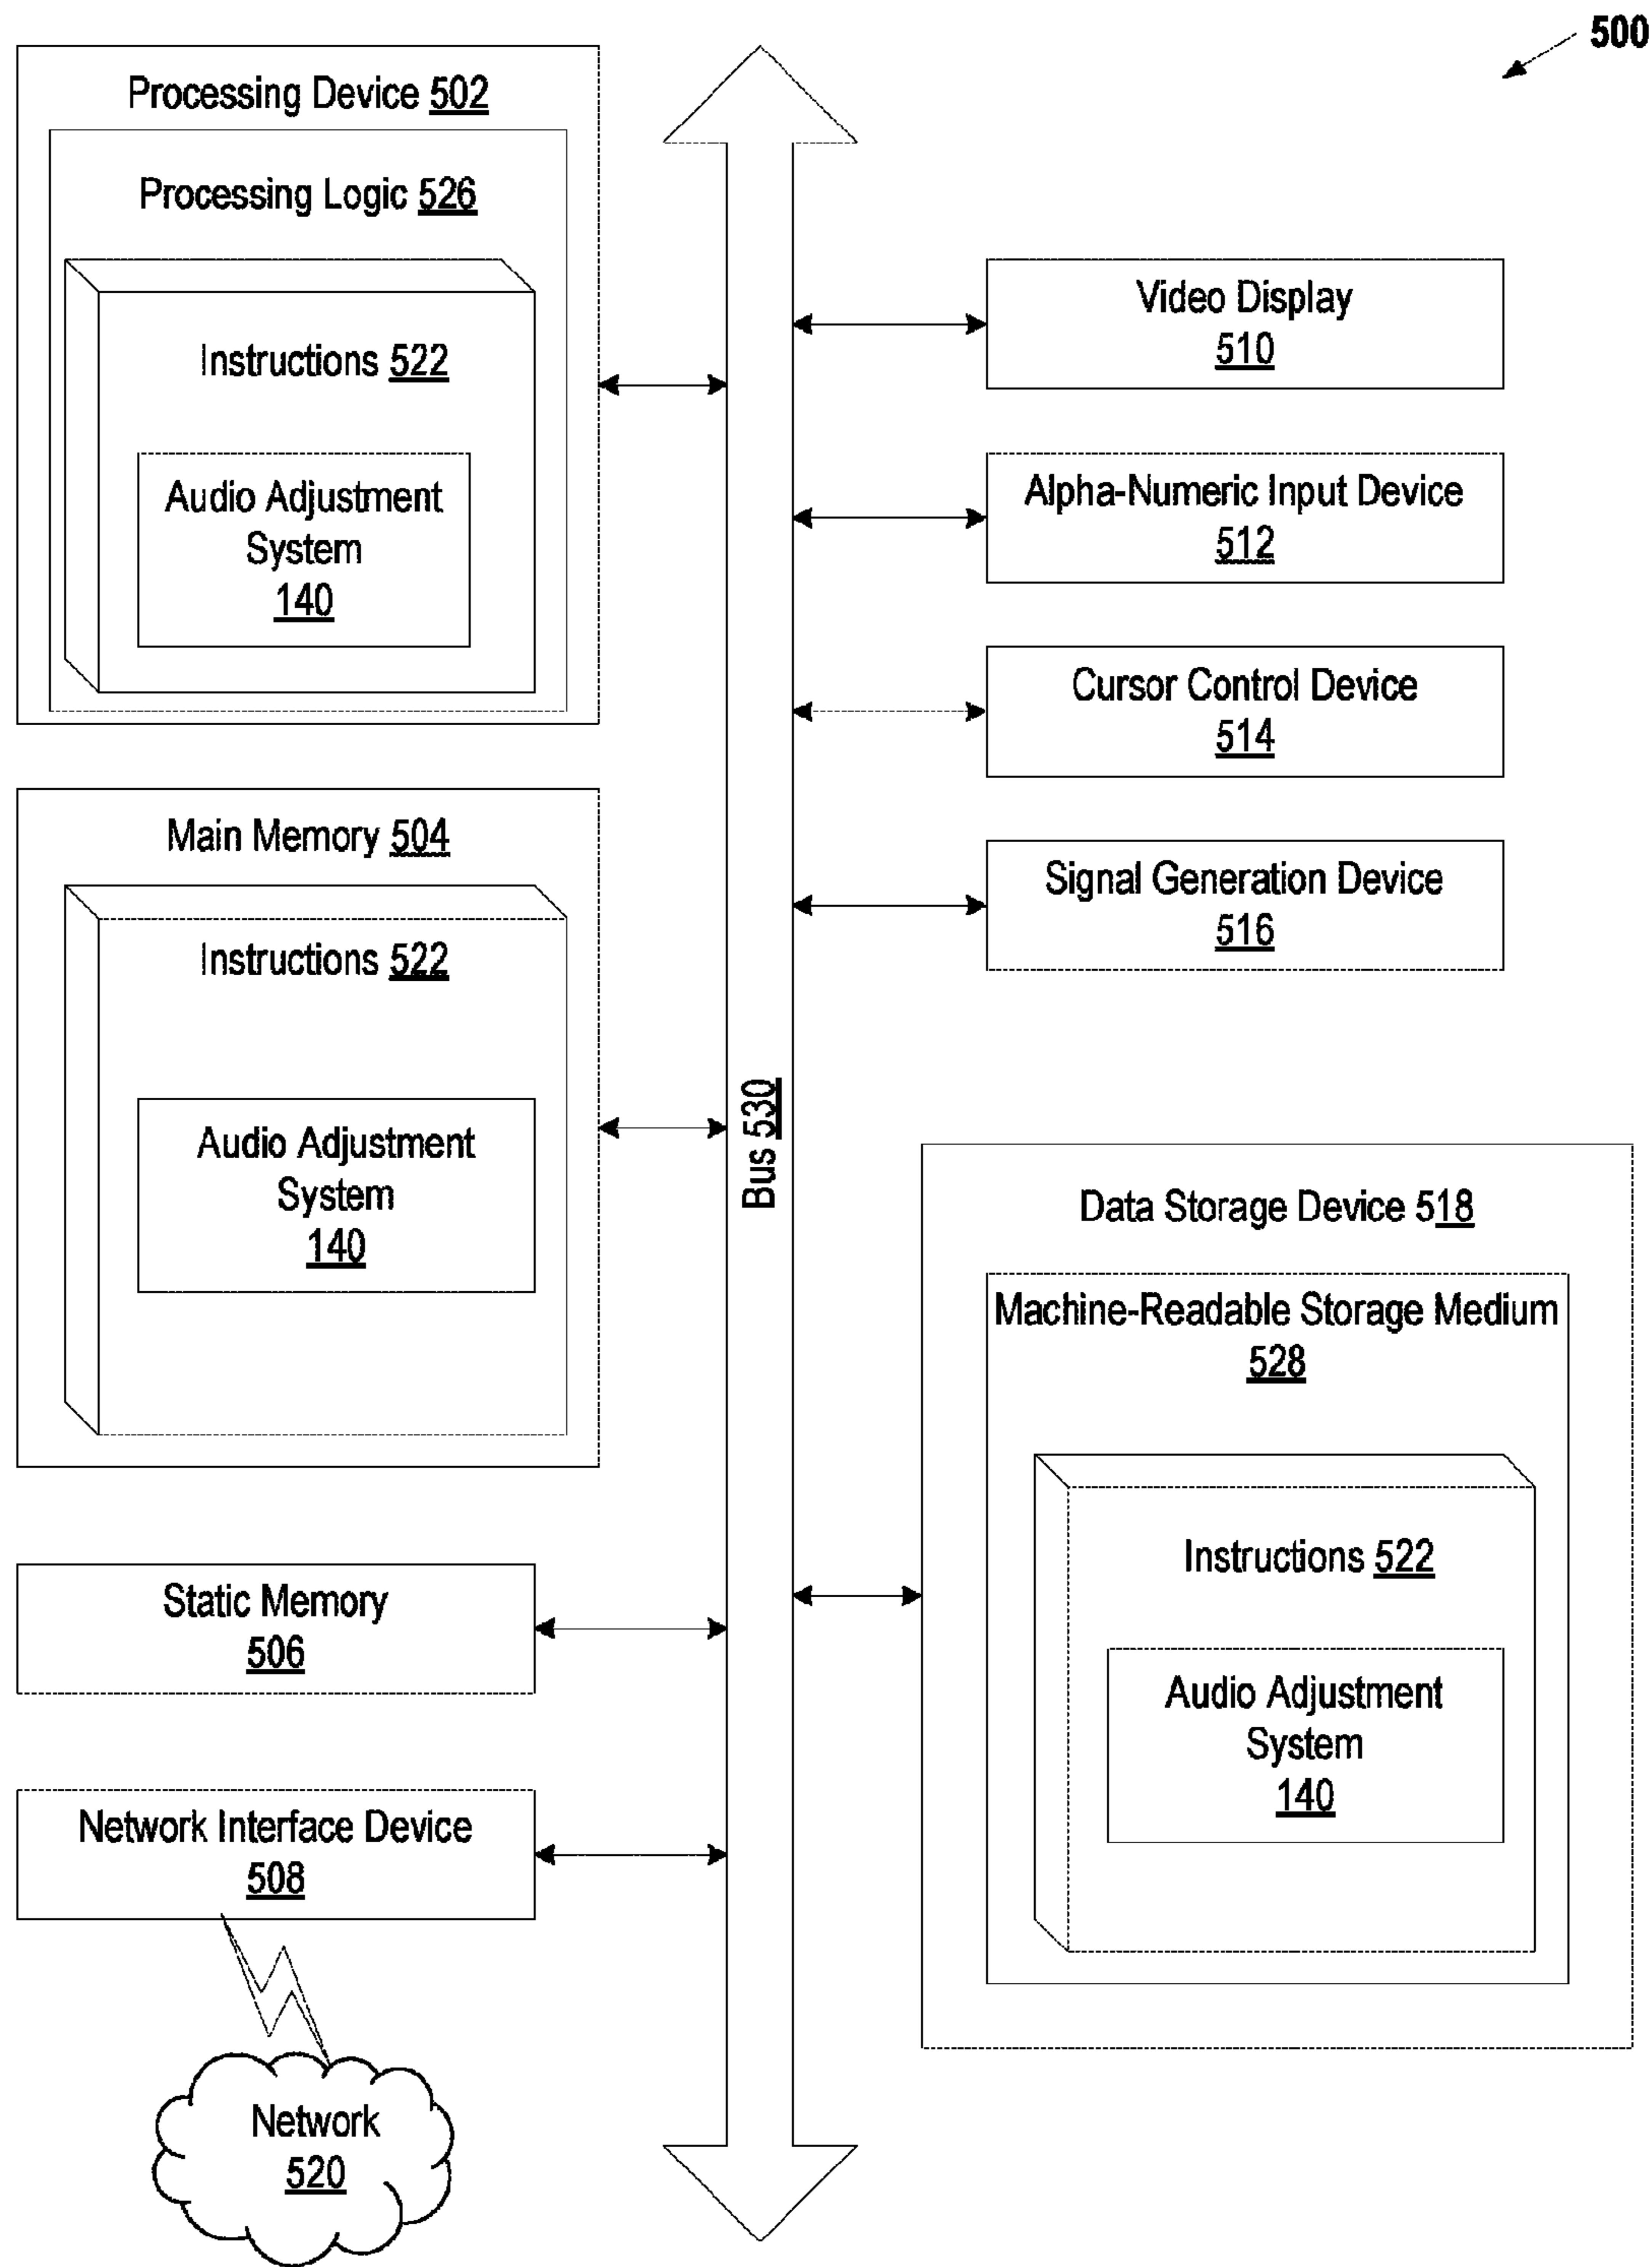 500
Processing Device 502
Processing Logic 526
Instructions 522
Audio Adjustment
System
140
Main Memory 504
Instructions 522
Audio Adjustment
System
140
Static Memory
506
Network Interface Device
508
Network
520
Bus 530
Video Display
510
Alpha-Numeric Input Device
512
Cursor Control Device
514
Signal Generation Device
516
Data Storage Device 518
Machine-Readable Storage Medium
528
Instructions 522
Audio Adjustment
System
140